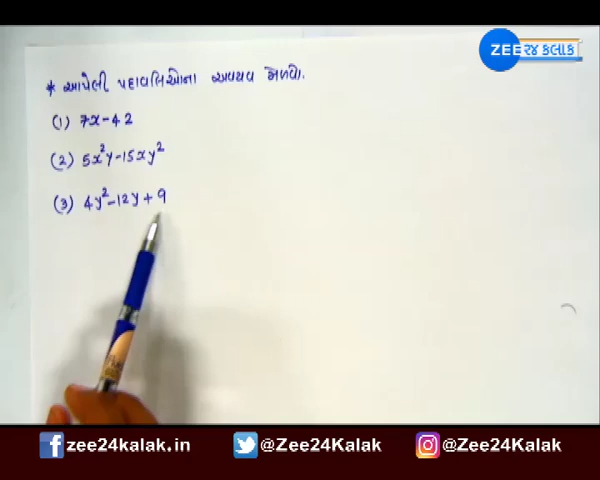 ZEE ૨૪ કલાક
* આપેલી પદાવલિઓના અવયવ મેળવો.
(1) 7x-42
(2) 5x²y-15xy²
(3) 4y²-12y+9
zee24kalak.in @Zee24Kalak @Zee24Kalak